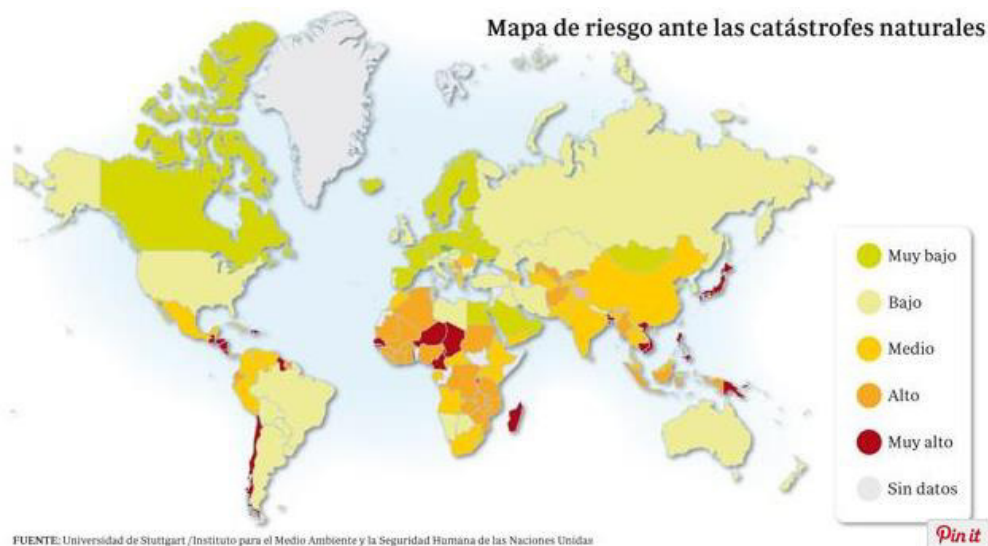 Mapa de riesgo ante las catástrofes naturales
Muy bajo
Bajo
Medio
Alto
Muy alto
Sin datos
FUENTE: Universidad de Stuttgart /Instituto para el Medio Ambiente y la Seguridad Humana de las Naciones Unidas
Pin it